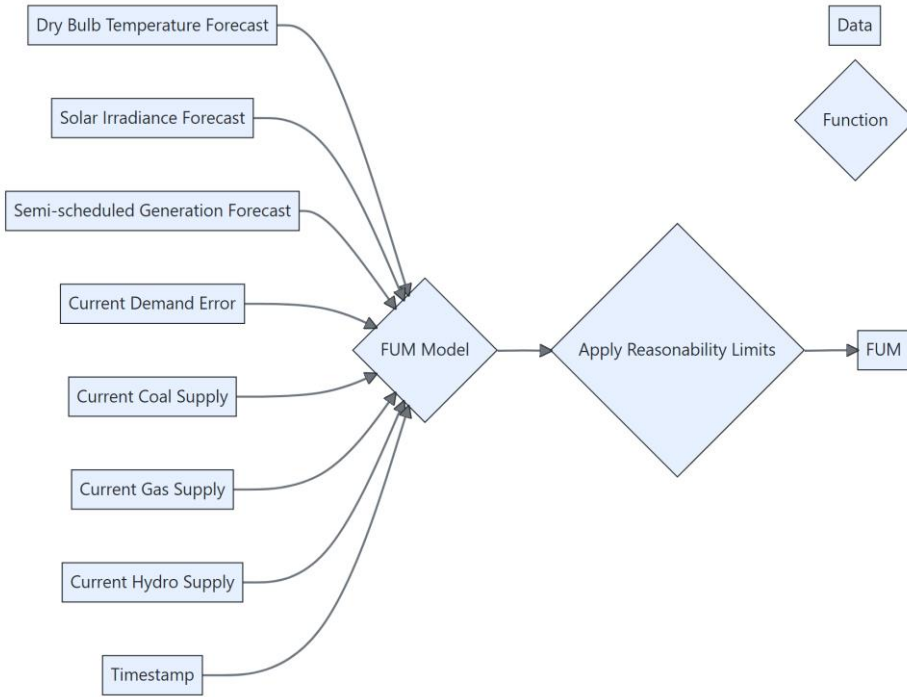 Dry Bulb Temperature Forecast
Solar Irradiance Forecast
Semi-scheduled Generation Forecast
Current Demand Error
Current Coal Supply
Current Gas Supply
Current Hydro Supply
Timestamp
FUM Model
Apply Reasonability Limits
FUM
Data
Function